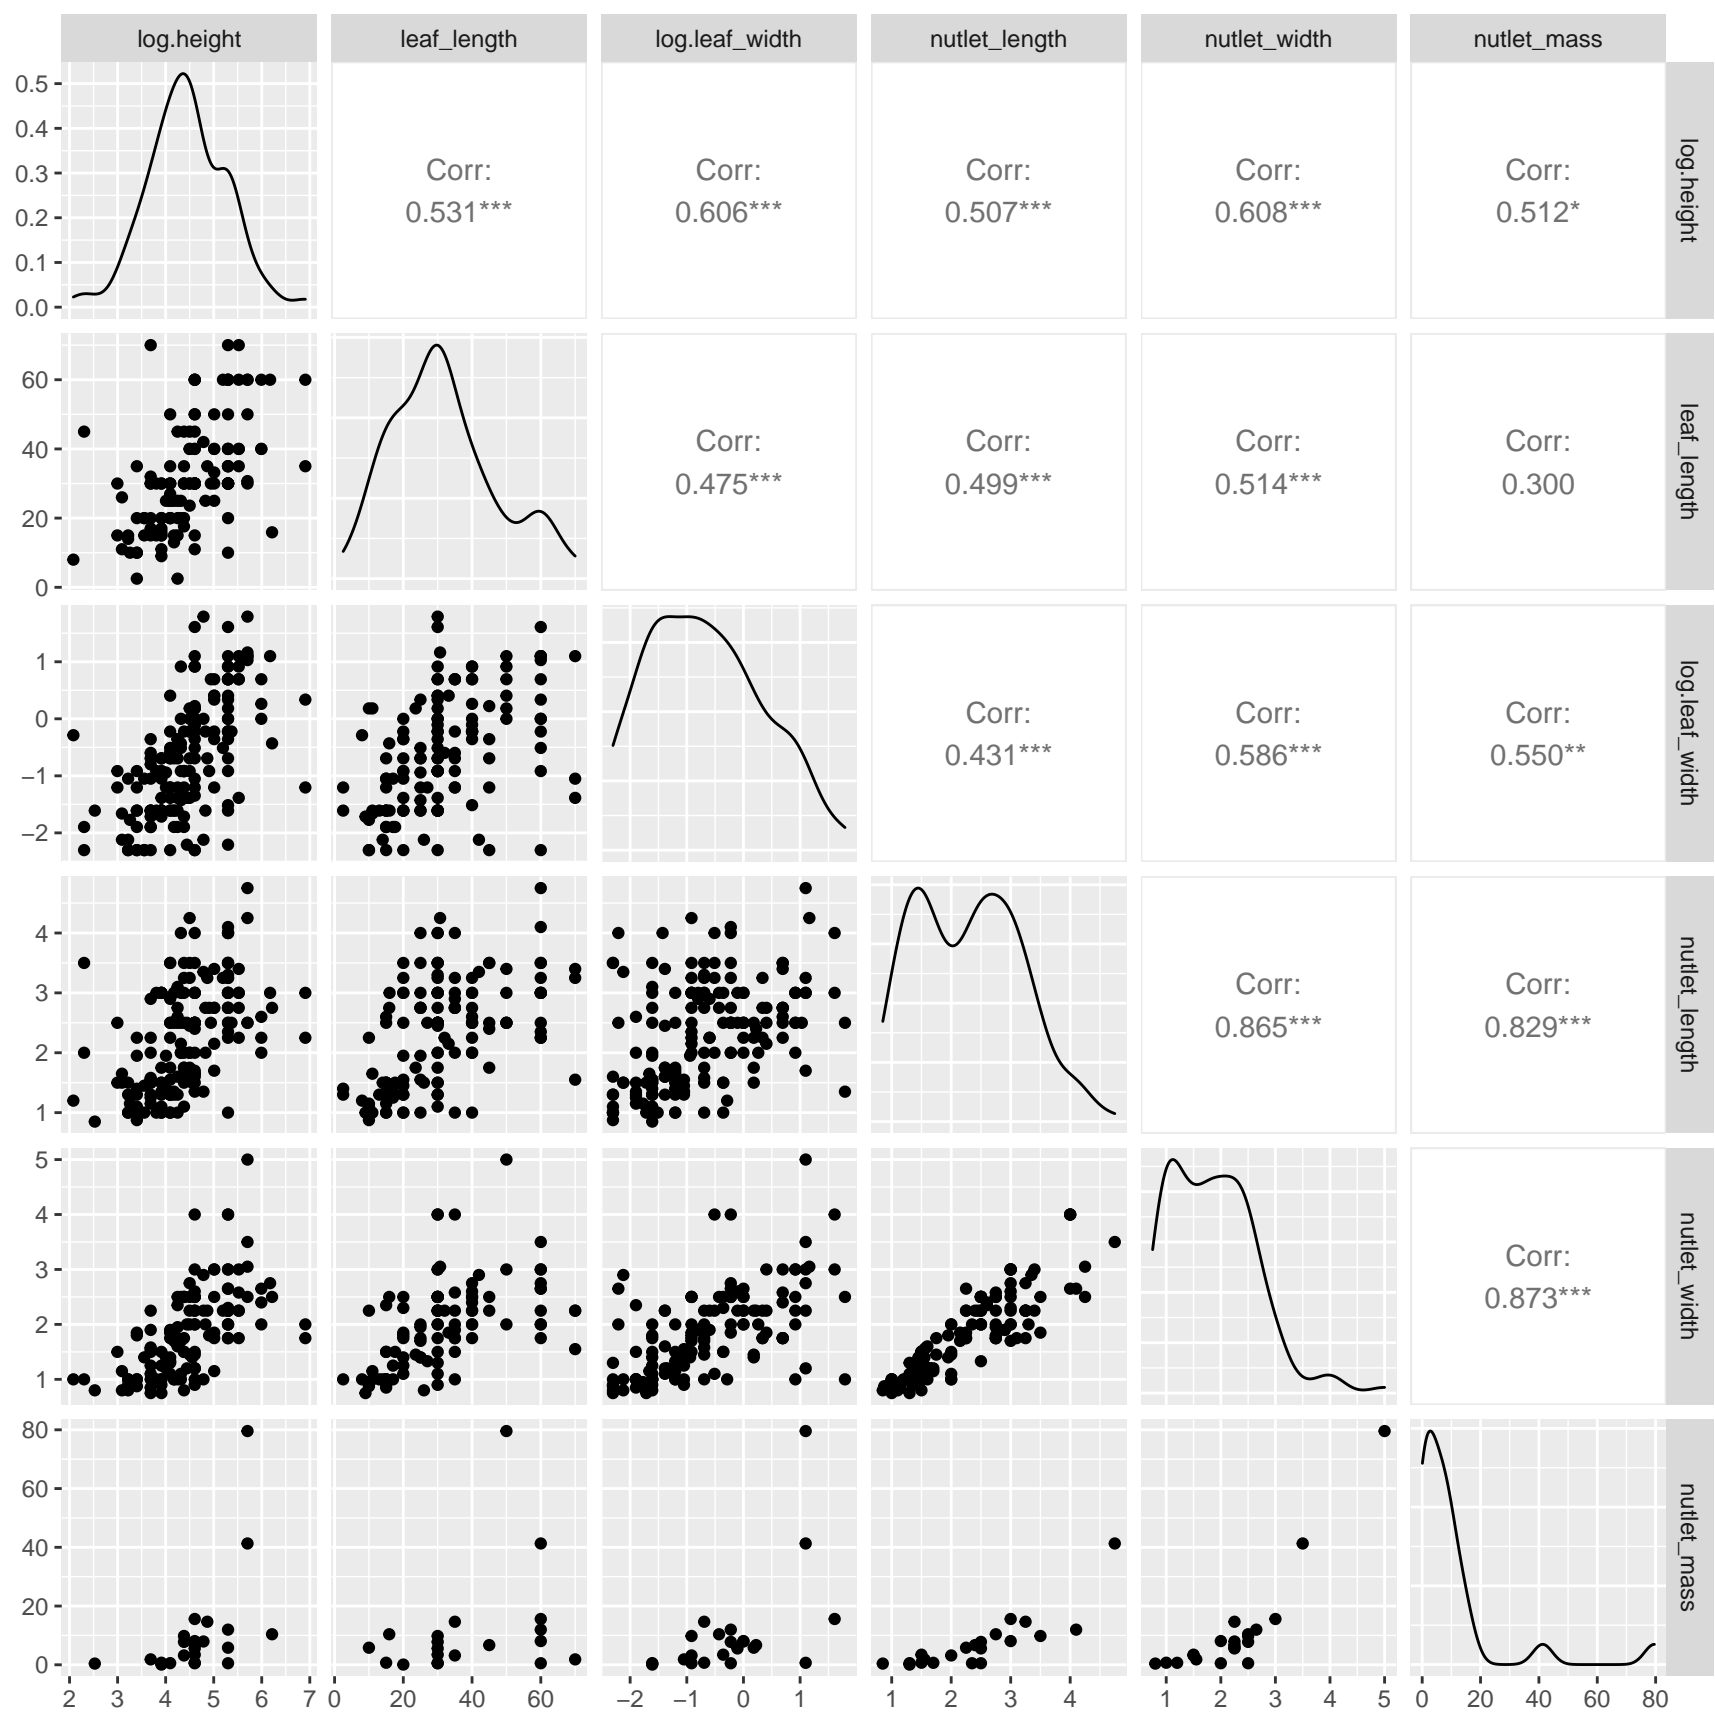 log.height leaf_length log.leaf_width nutlet_length nutlet_width nutlet_mass
0.5
0.4
0.3
0.2
0.1
0.0
Corr:
0.531***
Corr:
0.606***
Corr:
0.507***
Corr:
0.608***
Corr:
0.512*
log.height
60
40
20
0
Corr:
0.475***
Corr:
0.499***
Corr:
0.514***
Corr:
0.300
leaf_length
1
0
−1
−2
Corr:
0.431***
Corr:
0.586***
Corr:
0.550**
log.leaf_width
4
3
2
1
Corr:
0.865***
Corr:
0.829***
nutlet_length
5
4
3
2
1
Corr:
0.873***
nutlet_width
80
60
40
20
0
nutlet_mass
2 3 4 5 6 7 0 20 40 60 −2 −1 0 1 1 2 3 4 1 2 3 4 5 0 20 40 60 80